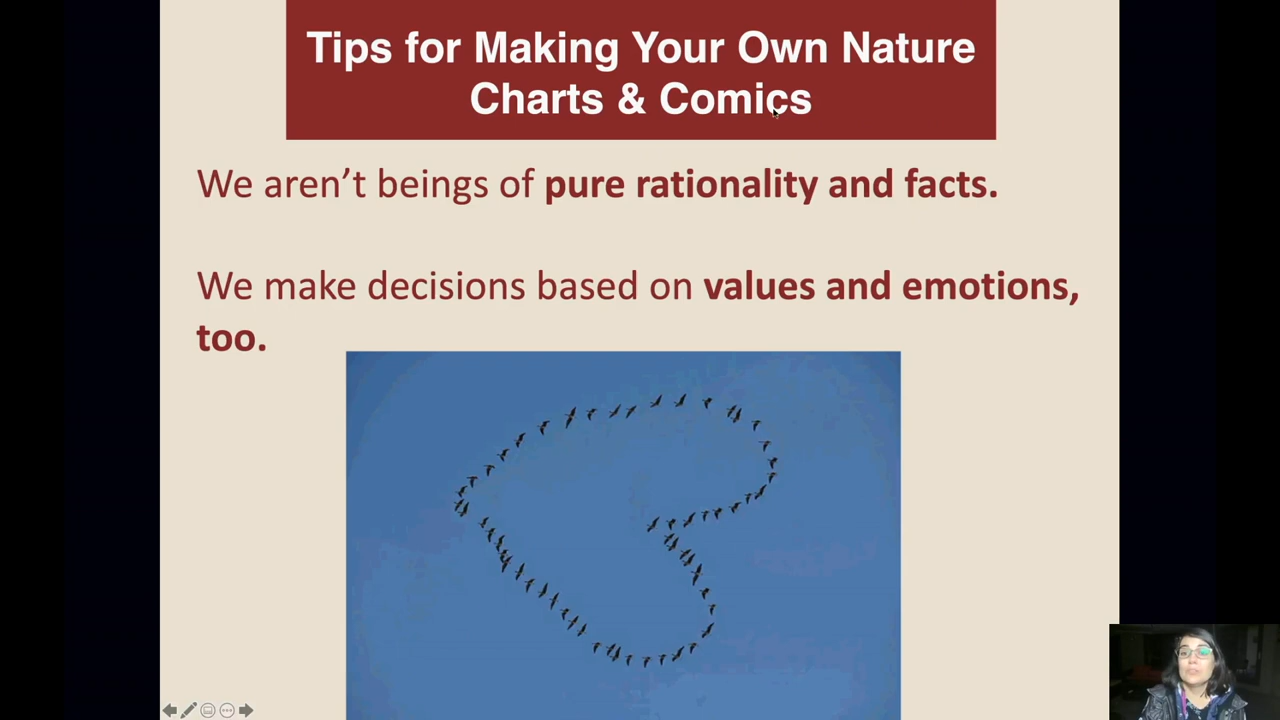 Tips for Making Your Own Nature
Charts & Comics
We aren’t beings of pure rationality and facts.
We make decisions based on values and emotions,
too.